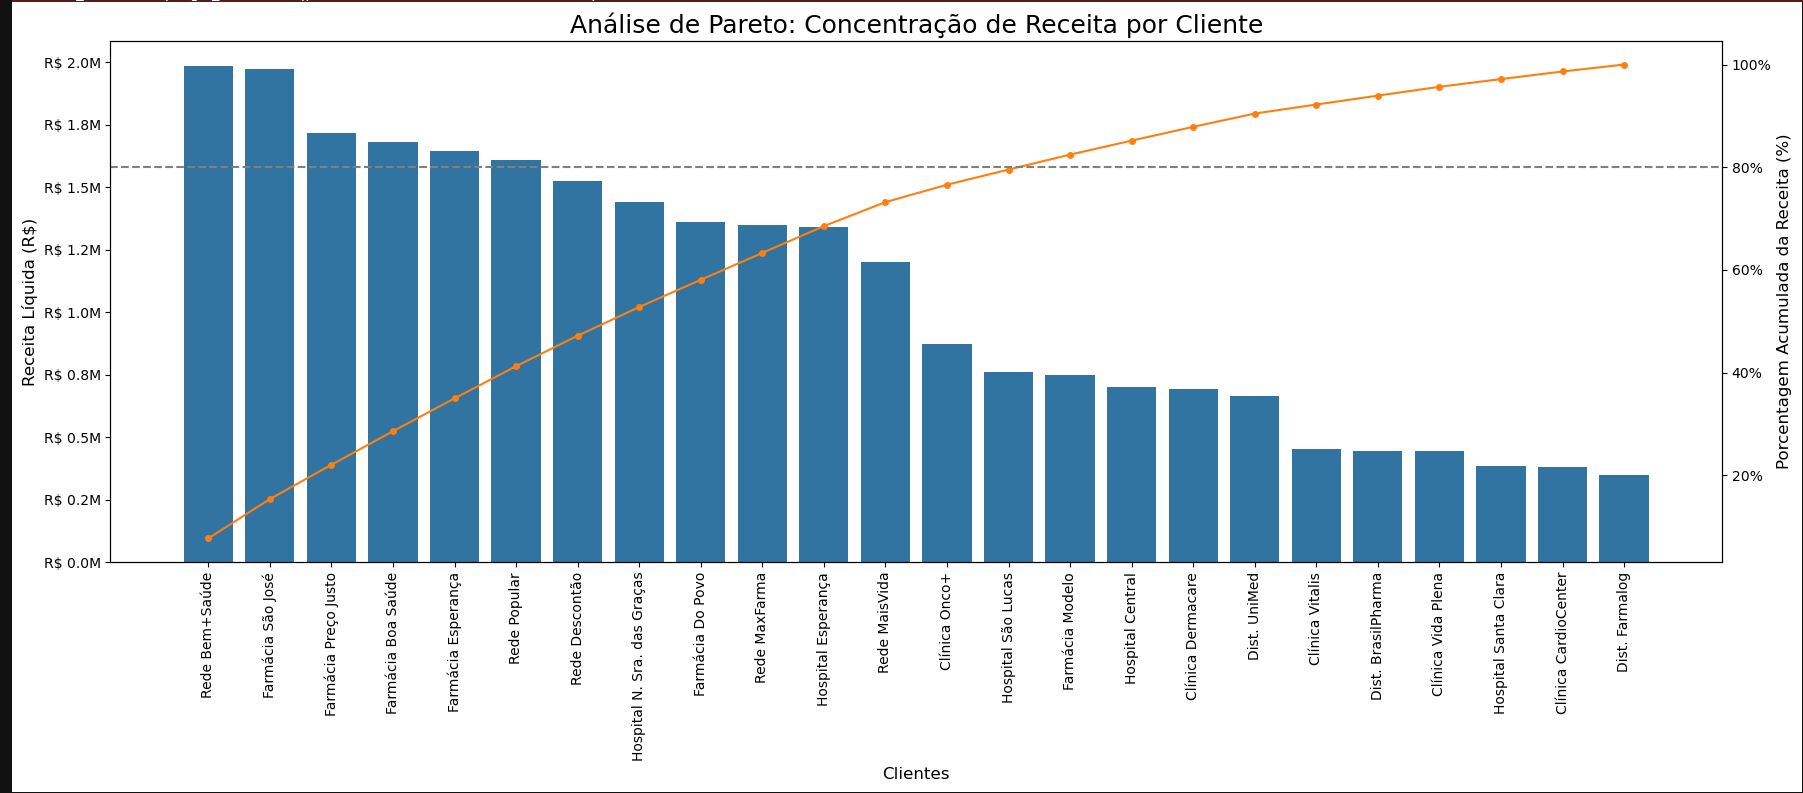 Análise de Pareto: Concentração de Receita por Cliente
R$ 2.0M
R$ 1.8M
R$ 1.5M
R$ 1.2M
R$ 1.0M
R$ 0.8M
R$ 0.5M
R$ 0.2M
R$ 0.0M
Receita Líquida (R$)
100%
80%
60%
40%
20%
Porcentagem Acumulada da Receita (%)
Rede Bem+Saúde
Farmácia São José
Farmácia Preço Justo
Farmácia Boa Saúde
Farmácia Esperança
Rede Popular
Rede Descontão
Hospital N. Sra. das Graças
Farmácia Do Povo
Rede MaxFarma
Hospital Esperança
Rede MaisVida
Clínica Onco+
Hospital São Lucas
Farmácia Modelo
Hospital Central
Clínica Dermacare
Dist. UniMed
Clínica Vitalis
Dist. BrasilPharma
Clínica Vida Plena
Hospital Santa Clara
Clínica CardioCenter
Dist. Farmalog
Clientes